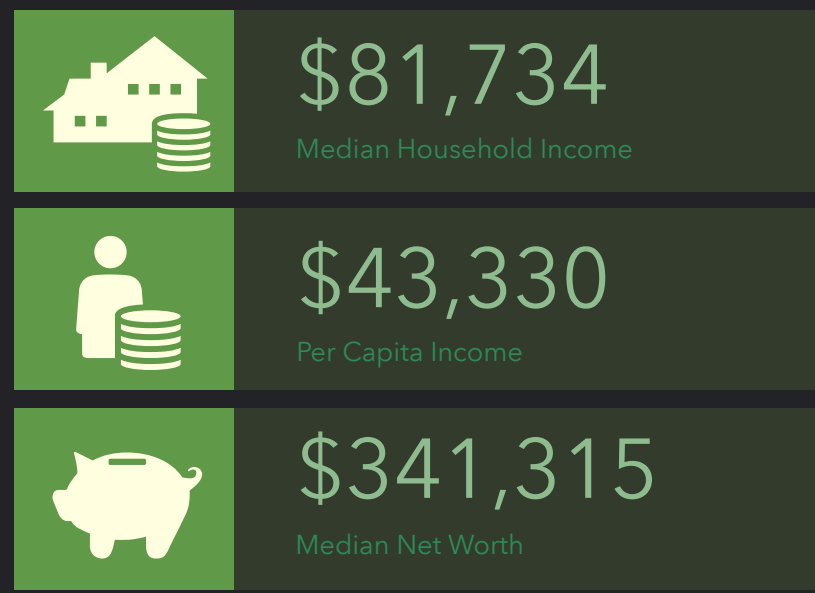 $81,734
Median Household Income
$43,330
Per Capita Income
$341,315
Median Net Worth